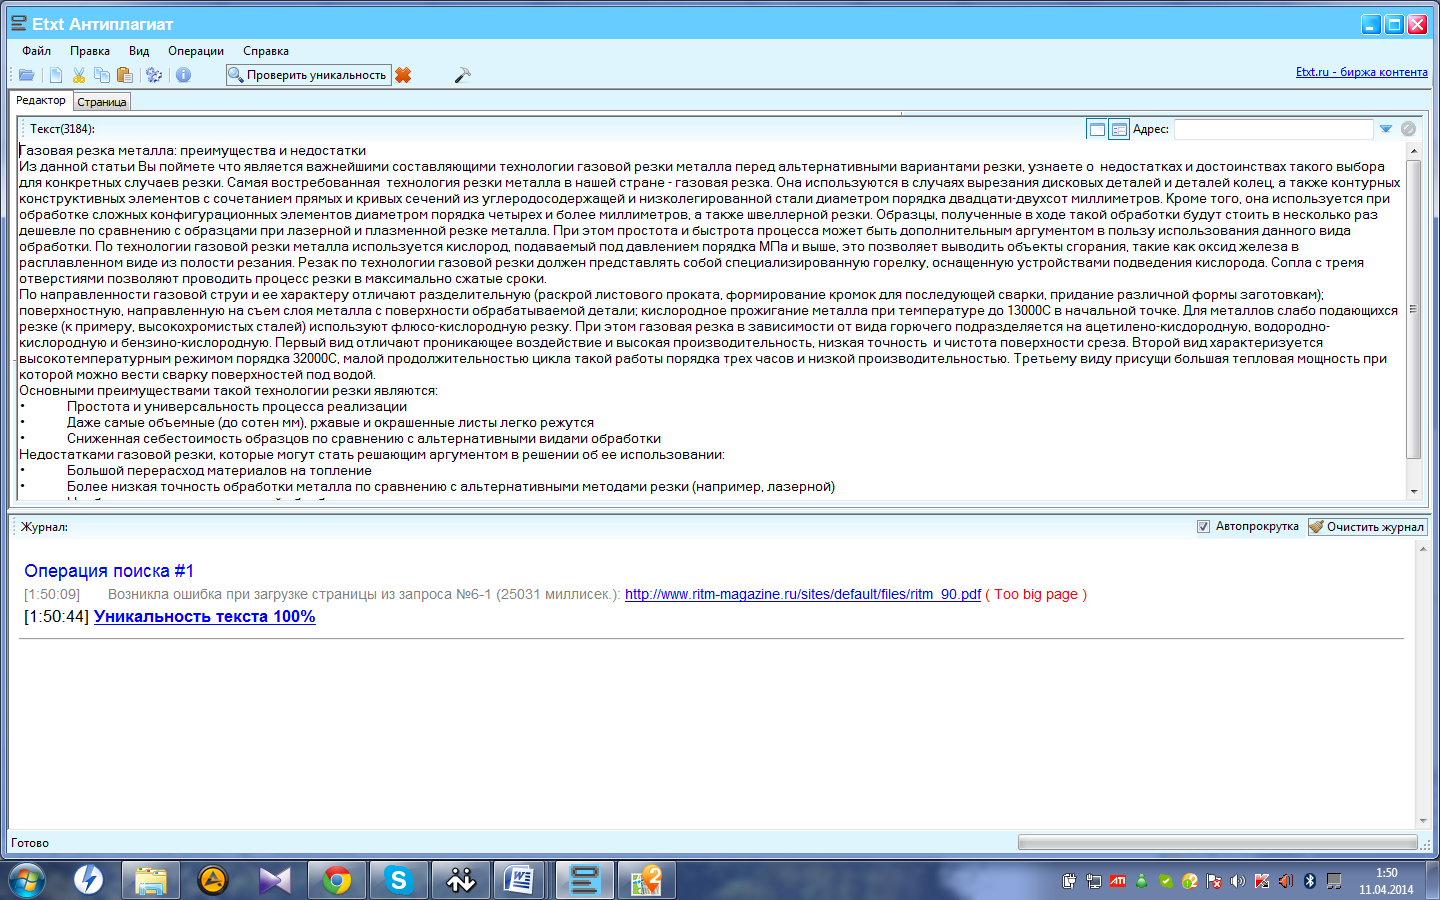 Etxt Антиплагиат
Файл Правка Вид Операции Справка
Проверить уникальность
Etxt.ru - биржа контента
Редактор Страница
Текст(3184): Адрес:
Газовая резка металла: преимущества и недостатки
Из данной статьи Вы поймете что является важнейшими составляющими технологии газовой резки металла перед альтернативными вариантами резки, узнаете о недостатках и достоинствах такого выбора
для конкретных случаев резки. Самая востребованная технология резки металла в нашей стране - газовая резка. Она используются в случаях вырезания дисковых деталей и деталей колец, а также контурных
конструктивных элементов с сочетанием прямых и кривых сечений из углеродосодержащей и низколегированной стали диаметром порядка двадцати-двухсот миллиметров. Кроме того, она используется при
обработке сложных конфигурационных элементов диаметром порядка четырех и более миллиметров, а также швеллерной резки. Образцы, полученные в ходе такой обработки будут стоить в несколько раз
дешевле по сравнению с образцами при лазерной и плазменной резке металла. При этом простота и быстрота процесса может быть дополнительным аргументом в пользу использования данного вида
обработки. По технологии газовой резки металла используется кислород, подаваемый под давлением порядка МПа и выше, это позволяет выводить объекты сгорания, такие как оксид железа в
расплавленном виде из полости резания. Резак по технологии газовой резки должен представлять собой специализированную горелку, оснащенную устройствами подведения кислорода. Сопла с тремя
отверстиями позволяют проводить процесс резки в максимально сжатые сроки.
По направленности газовой струи и ее характеру отличают разделительную (раскрой листового проката, формирование кромок для последующей сварки, придание различной формы заготовкам);
поверхностную, направленную на съем слоя металла с поверхности обрабатываемой детали; кислородное прожигание металла при температуре до 13000С в начальной точке. Для металлов слабо подающихся
резке (к примеру, высокохромистых сталей) используют флюсо-кислородную резку. При этом газовая резка в зависимости от вида горючего подразделяется на ацетилено-кисдородную, водородно-
кислородную и бензино-кислородную. Первый вид отличают проникающее воздействие и высокая производительность, низкая точность и чистота поверхности среза. Второй вид характеризуется
высокотемпературным режимом порядка 32000С, малой продолжительностью цикла такой работы порядка трех часов и низкой производительностью. Третьему виду присущи большая тепловая мощность при
которой можно вести сварку поверхностей под водой.
Основными преимуществами такой технологии резки являются:
• Простота и универсальность процесса реализации
• Даже самые объемные (до сотен мм), ржавые и окрашенные листы легко режутся
• Сниженная себестоимость образцов по сравнению с альтернативными видами обработки
Недостатками газовой резки, которые могут стать решающим аргументом в решении об ее использовании:
• Большой перерасход материалов на топление
• Более низкая точность обработки металла по сравнению с альтернативными методами резки (например, лазерной)
Журнал: Автопрокрутка Очистить журнал
Операция поиска #1
[1:50:09] Возникла ошибка при загрузке страницы из запроса №6-1 (25031 миллисек.): http://www.ritm-magazine.ru/sites/default/files/ritm_90.pdf ( Too big page )
[1:50:44] Уникальность текста 100%
Готово
ATI
1:50
11.04.2014